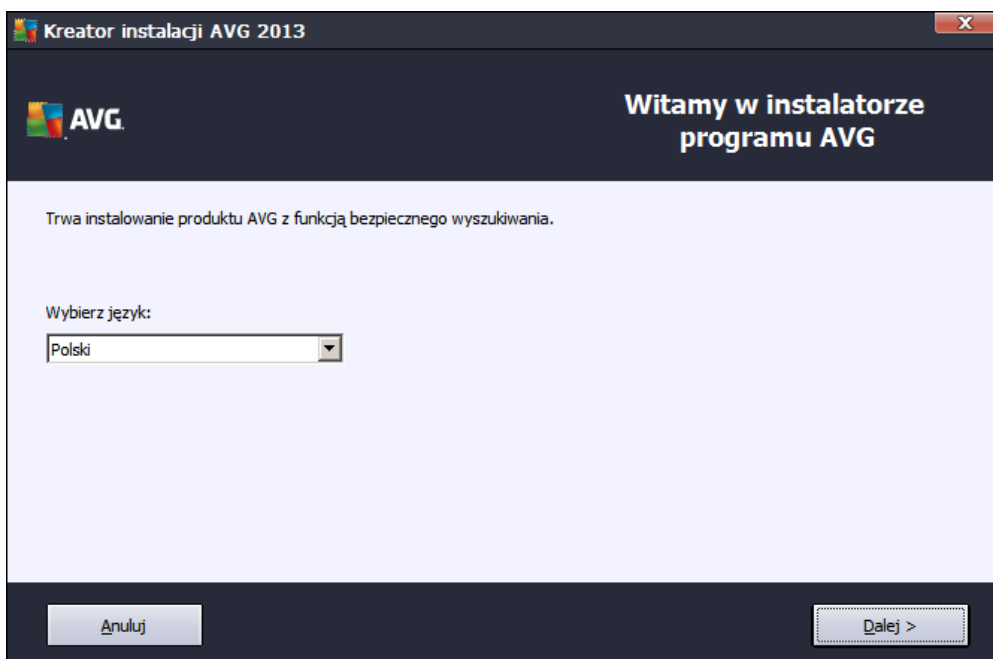 Kreator instalacji AVG 2013
X
AVG.
Witamy w instalatorze
programu AVG
Trwa instalowanie produktu AVG z funkcją bezpiecznego wyszukiwania.
Wybierz język:
Polski
Anuluj
Dalej >